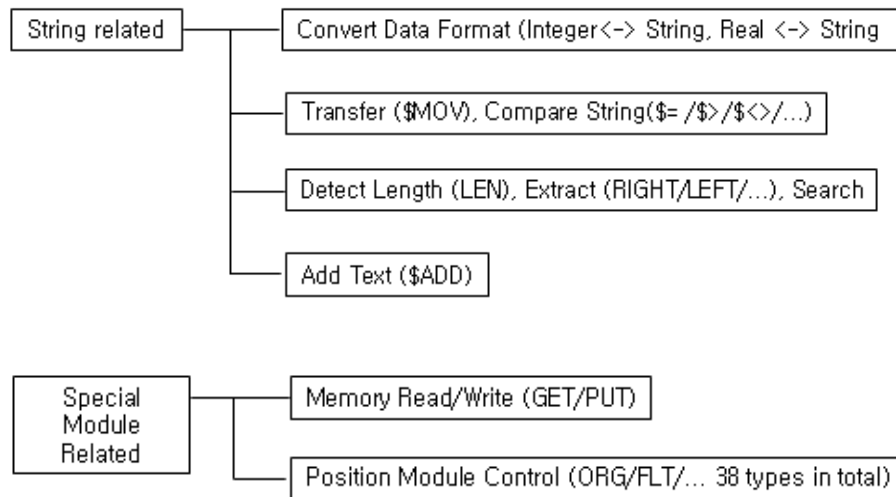 String related
Convert Data Format (Integer<-> String, Real <-> String
Transfer ($MOV), Compare String($= /$>/$<>/...)
Detect Length (LEN), Extract (RIGHT/LEFT/...), Search
Add Text ($ADD)
Special
Module
Related
Memory Read/Write (GET/PUT)
Position Module Control (ORG/FLT/... 38 types in total)